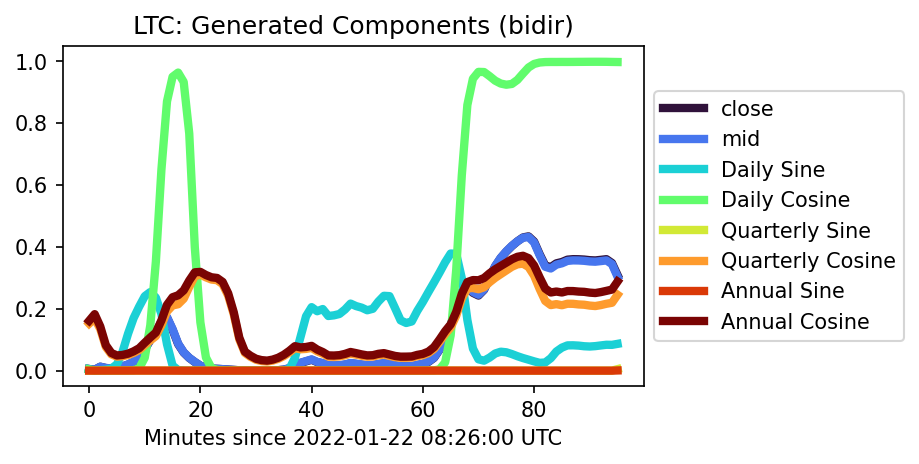 LTC: Generated Components (bidir)
1.0
0.8
0.6
0.4
0.2
0.0
0
20
40
60
80
Minutes since 2022-01-22 08:26:00 UTC
close
mid
Daily Sine
Daily Cosine
Quarterly Sine
Quarterly Cosine
Annual Sine
Annual Cosine